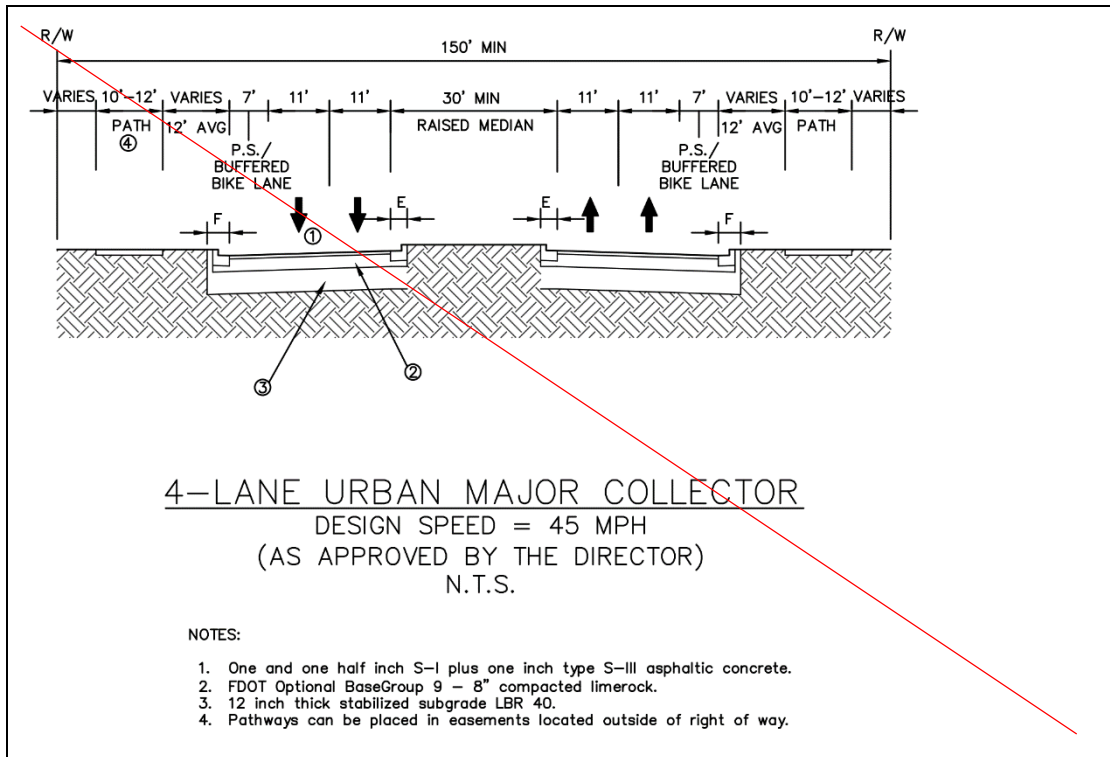 R/W R/W
150' MIN
VARIES 10'-12' VARIES 7' 11' 11' 30' MIN 11' 11' 7' VARIES 10'-12' VARIES
PATH 12' AVG RAISED MEDIAN 12' AVG PATH
④
P.S./ P.S./
BUFFERED BUFFERED
BIKE LANE BIKE LANE
F E E F
①
③ ②
4-LANE URBAN MAJOR COLLECTOR
DESIGN SPEED = 45 MPH
(AS APPROVED BY THE DIRECTOR)
N.T.S.
NOTES:
1. One and one half inch S-I plus one inch type S-III asphaltic concrete.
2. FDOT Optional BaseGroup 9 - 8" compacted limerock.
3. 12 inch thick stabilized subgrade LBR 40.
4. Pathways can be placed in easements located outside of right of way.